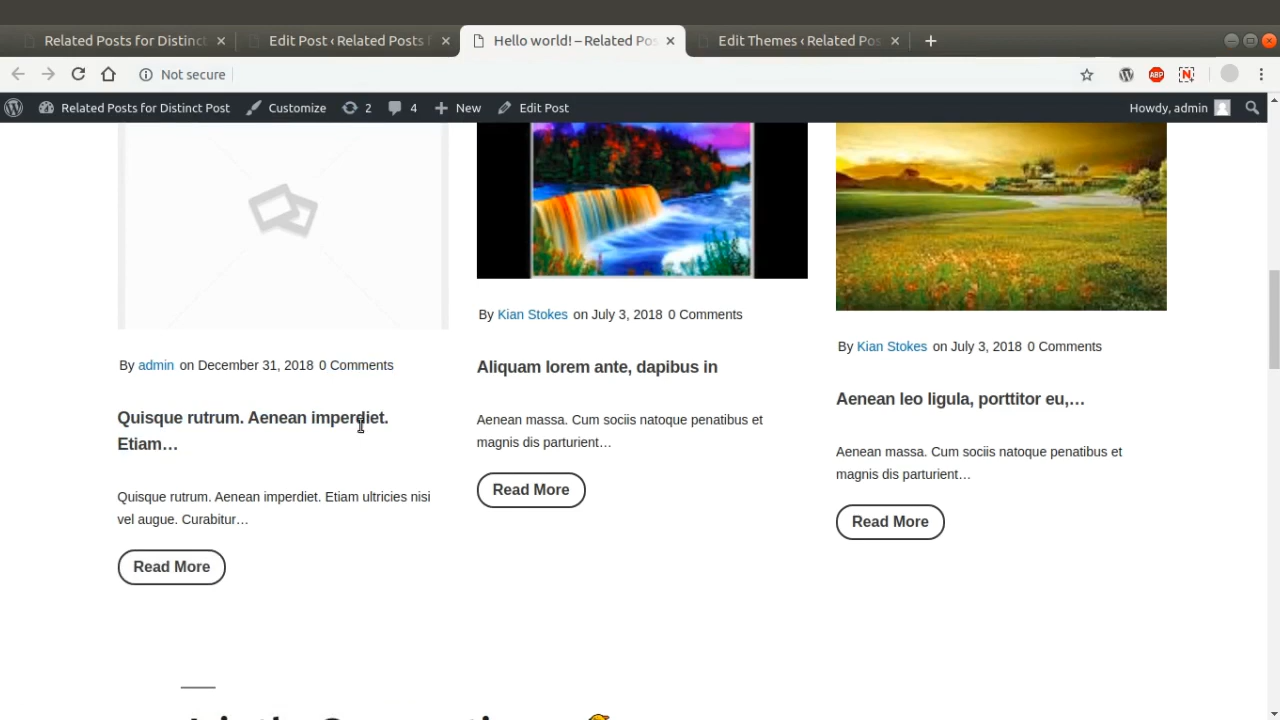 Related Posts for Distinct
Edit Post ‹ Related Posts f
Hello world! – Related Pos
Edit Themes ‹ Related Pos
Not secure
ABP
N
Related Posts for Distinct Post
Customize
2
4
New
Edit Post
Howdy, admin
By admin on December 31, 2018 0 Comments
Quisque rutrum. Aenean imperdiet.
Etiam…
Quisque rutrum. Aenean imperdiet. Etiam ultricies nisi
vel augue. Curabitur…
Read More
By Kian Stokes on July 3, 2018 0 Comments
Aliquam lorem ante, dapibus in
Aenean massa. Cum sociis natoque penatibus et
magnis dis parturient…
Read More
By Kian Stokes on July 3, 2018 0 Comments
Aenean leo ligula, porttitor eu,…
Aenean massa. Cum sociis natoque penatibus et
magnis dis parturient…
Read More